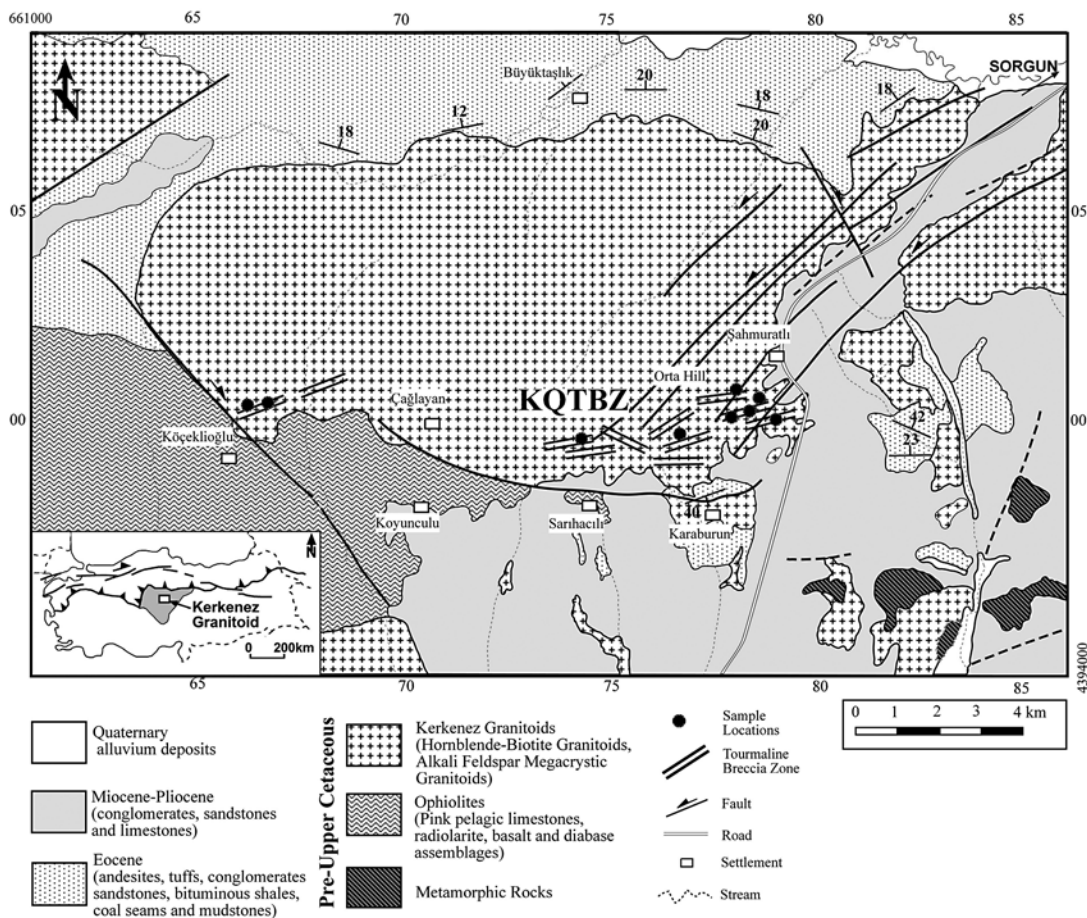 661000
65
70
75
80
85
N
Büyüktaşlık
SORGUN
20
18
18
12
20
18
05
05
Şahmuratlı
Orta Hill
KQTBZ
Çağlayan
00
00
42
23
Köçeklioğlu
Koyunculu
Sarıhacılı
40
Karaburun
N
Kerkenez
Granitoid
0 200km
4394000
65
70
75
80
85
Quaternary
alluvium deposits
Miocene-Pliocene
(conglomerates, sandstones
and limestones)
Eocene
(andesites, tuffs, conglomerates
sandstones, bituminous shales,
coal seams and mudstones)
Pre-Upper Cetaceous
Kerkenez Granitoids
(Hornblende-Biotite Granitoids,
Alkali Feldspar Megacrystic
Granitoids)
Ophiolites
(Pink pelagic limestones,
radiolarite, basalt and diabase
assemblages)
Metamorphic Rocks
Sample
Locations
Tourmaline
Breccia Zone
Fault
Road
Settlement
Stream
0 1 2 3 4 km